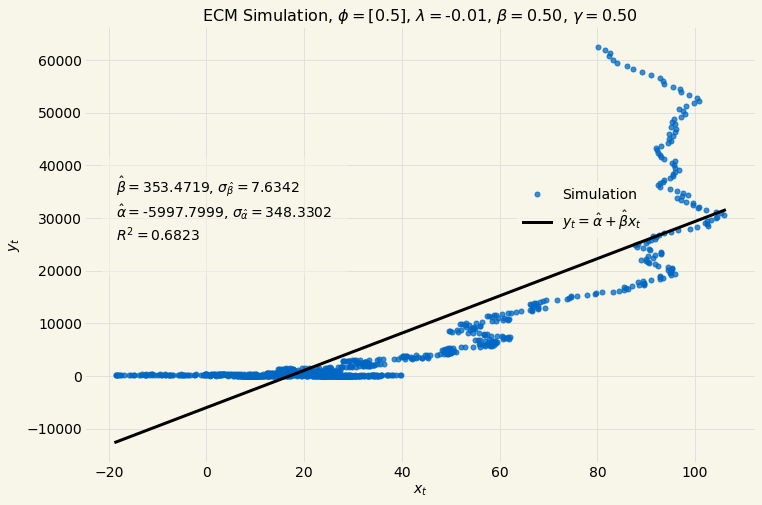 ECM Simulation, ϕ = [0.5], λ = -0.01, β = 0.50, γ = 0.50
60000
50000
40000
30000
20000
10000
0
−10000
y_t
β̂ = 353.4719, σ_β̂ = 7.6342
α̂ = -5997.7999, σ_α̂ = 348.3302
R² = 0.6823
Simulation
y_t = α̂ + β̂x_t
−20 0 20 40 60 80 100
x_t